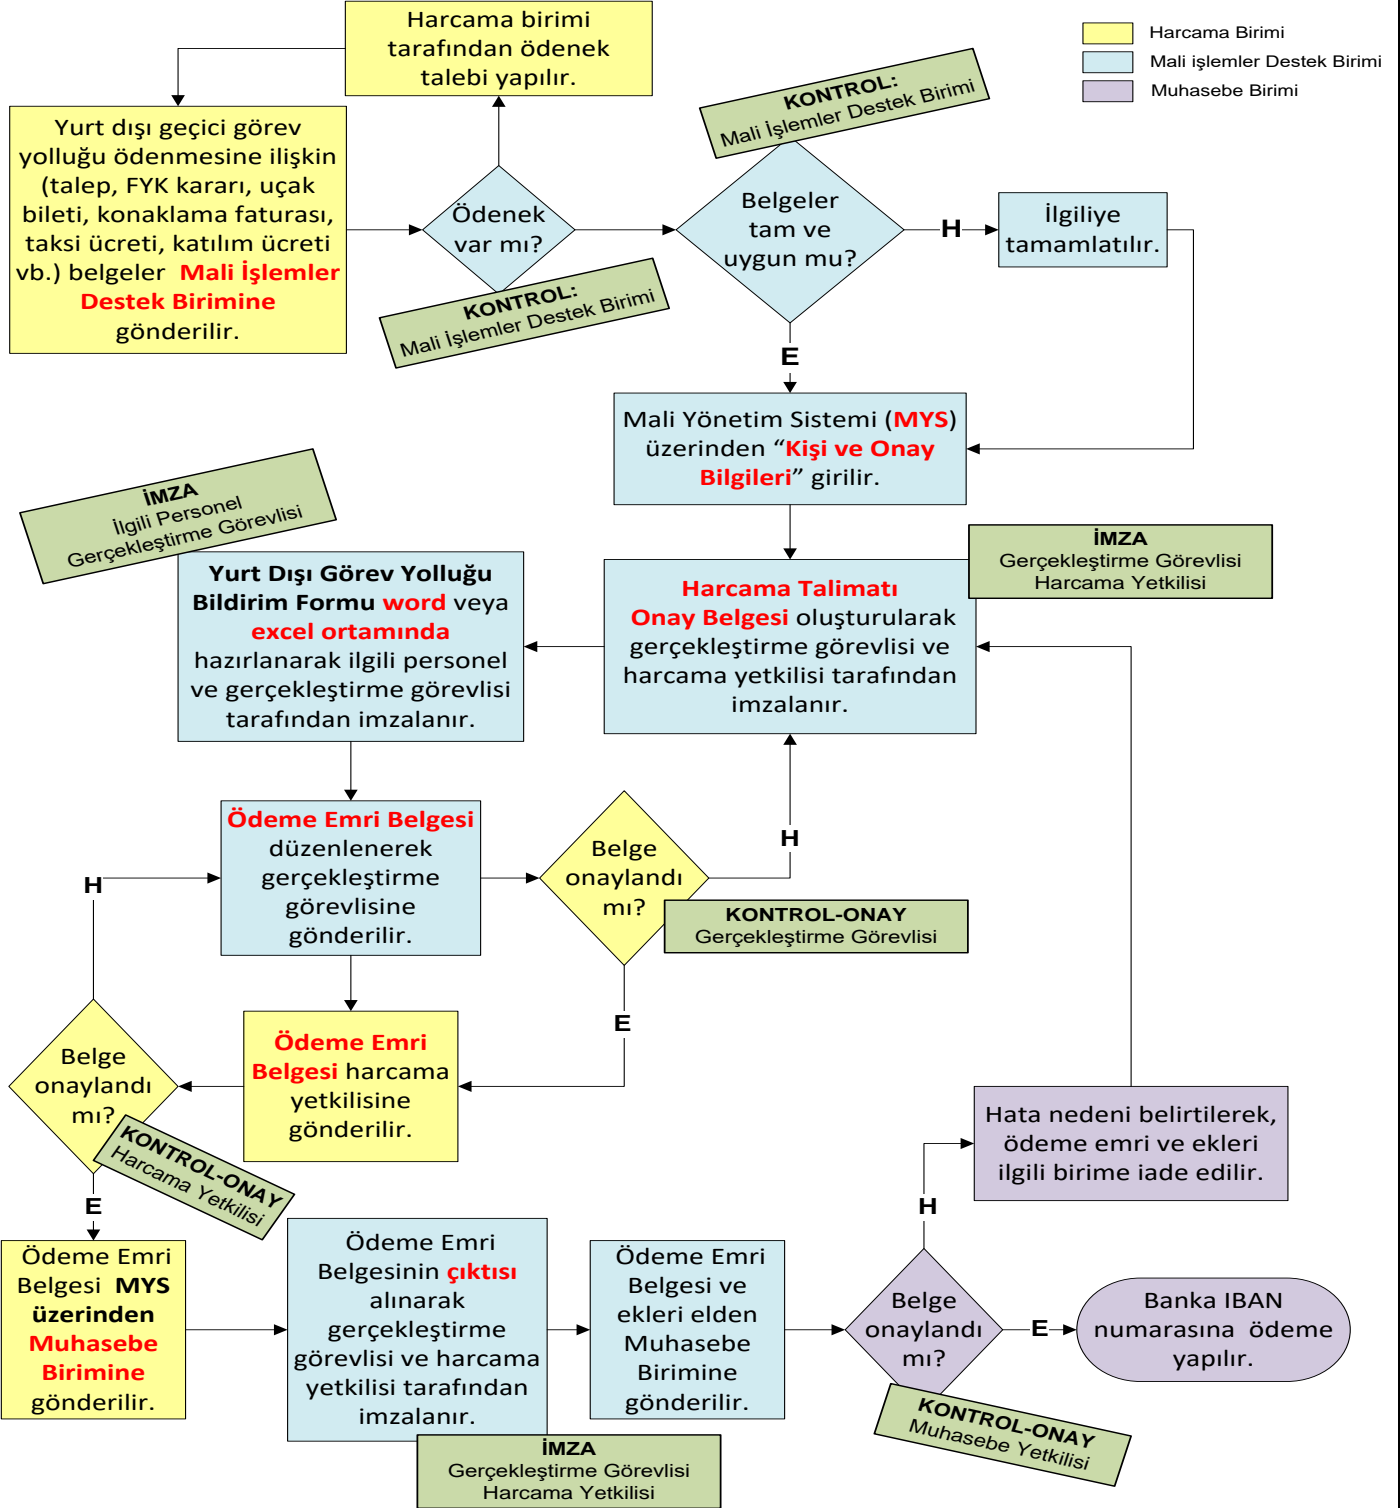 Harcama birimi
tarafından ödenek
talebi yapılır.
Harcama Birimi
Mali işlemler Destek Birimi
Muhasebe Birimi
KONTROL:
Mali İşlemler Destek Birimi
Yurt dışı geçici görev
yolluğu ödenmesine ilişkin
(talep, FYK kararı, uçak
bileti, konaklama faturası,
taksi ücreti, katılım ücreti
vb.) belgeler Mali İşlemler
Destek Birimine
gönderilir.
Ödenek
var mı?
KONTROL:
Mali İşlemler Destek Birimi
Belgeler
tam ve
uygun mu?
H
İlgiliye
tamamlatılır.
E
Mali Yönetim Sistemi (MYS)
üzerinden “Kişi ve Onay
Bilgileri” girilir.
İMZA
İlgili Personel
Gerçekleştirme Görevlisi
İMZA
Gerçekleştirme Görevlisi
Harcama Yetkilisi
Yurt Dışı Görev Yolluğu
Bildirim Formu word veya
excel ortamında
hazırlanarak ilgili personel
ve gerçekleştirme görevlisi
tarafından imzalanır.
Harcama Talimatı
Onay Belgesi oluşturularak
gerçekleştirme görevlisi ve
harcama yetkilisi tarafından
imzalanır.
Ödeme Emri Belgesi
düzenlenerek
gerçekleştirme
görevlisine
gönderilir.
Belge
onaylandı
mı?
H
KONTROL-ONAY
Gerçekleştirme Görevlisi
E
H
Ödeme Emri
Belgesi harcama
yetkilisine
gönderilir.
Belge
onaylandı
mı?
KONTROL-ONAY
Harcama Yetkilisi
E
Hata nedeni belirtilerek,
ödeme emri ve ekleri
ilgili birime iade edilir.
H
Ödeme Emri
Belgesi MYS
üzerinden
Muhasebe
Birimine
gönderilir.
Ödeme Emri
Belgesinin çıktısı
alınarak
gerçekleştirme
görevlisi ve harcama
yetkilisi tarafından
imzalanır.
İMZA
Gerçekleştirme Görevlisi
Harcama Yetkilisi
Ödeme Emri
Belgesi ve
ekleri elden
Muhasebe
Birimine
gönderilir.
Belge
onaylandı
mı?
E
Banka IBAN
numarasına ödeme
yapılır.
KONTROL-ONAY
Muhasebe Yetkilisi